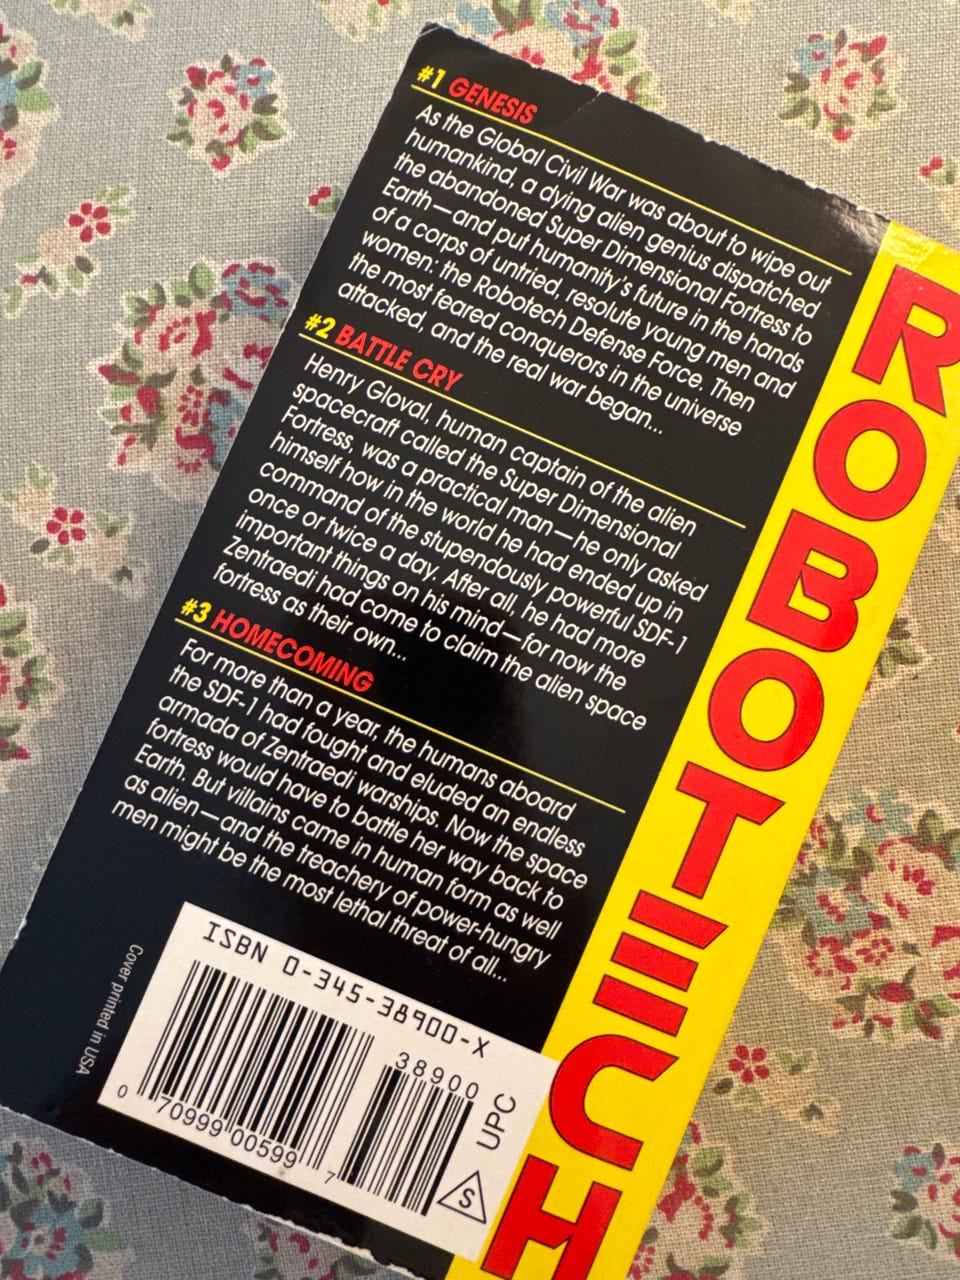 #1 GENESIS
As the Global Civil War was about to wipe out
humankind, a dying alien genius dispatched
the abandoned Super Dimensional Fortress to
Earth—and put humanity's future in the hands
of a corps of untried, resolute young men and
women: the Robotech Defense Force. Then
the most feared conquerors in the universe
attacked, and the real war began...
#2 BATTLE CRY
Henry Gloval, human captain of the alien
spacecraft called the Super Dimensional
Fortress, was a practical man—he only asked
himself how in the world he had ended up in
command of the stupendously powerful SDF-1
once or twice a day. After all, he had more
important things on his mind—for now the
Zentraedi had come to claim the alien space
fortress as their own...
#3 HOMECOMING
For more than a year, the humans aboard
the SDF-1 had fought and eluded an endless
armada of Zentraedi warships. Now the space
fortress would have to battle her way back to
Earth. But villains came in human form as well
as alien—and the treachery of power-hungry
men might be the most lethal threat of all...
Cover printed in USA
ISBN 0-345-38900-X
38900
0 70999 00599 7
UPC
S
ROBOTECH